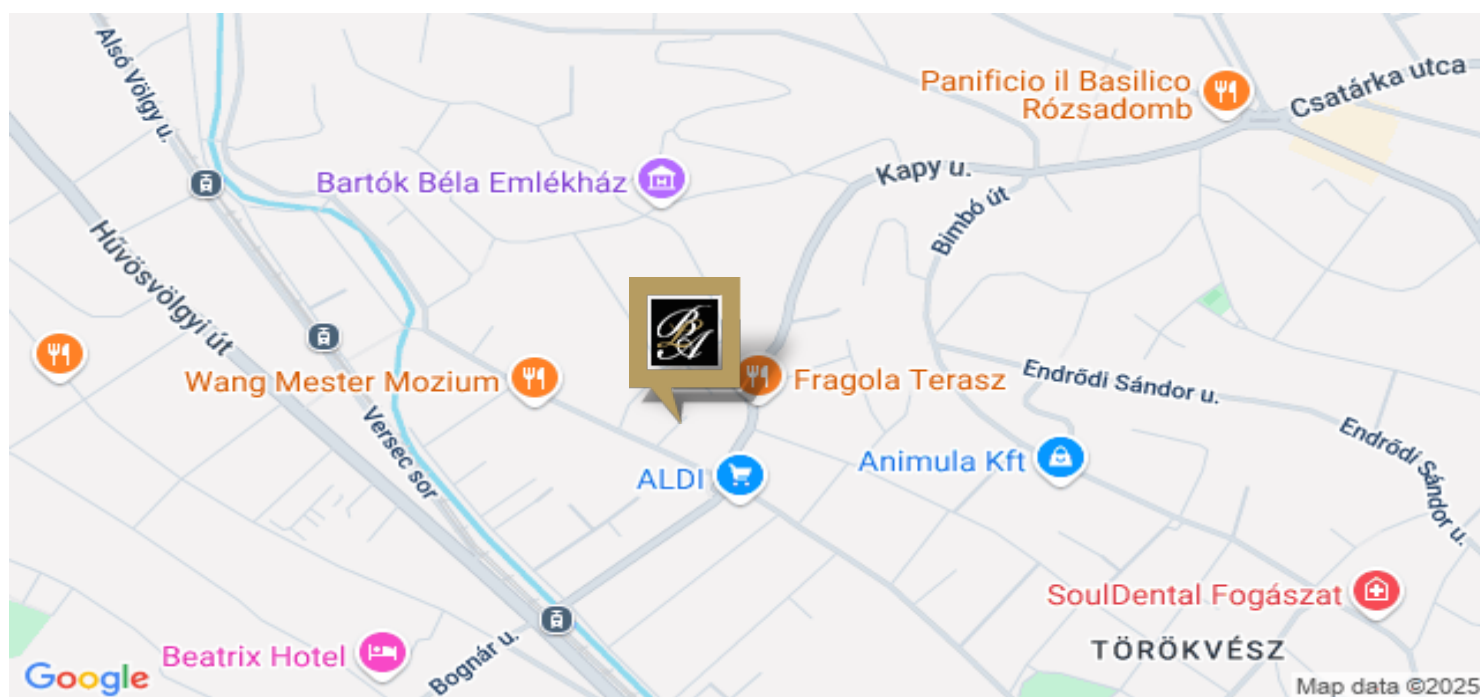 Alsó Völgy u.
Panificio il Basilico
Rózsadomb
Csatárka utca
Bartók Béla Emlékház
Kapy u.
Bimbó út
Hűvösvölgyi út
BLA
Wang Mester Mozium
Fragola Terasz
Endrődi Sándor u.
Versec sor
ALDI
Animula Kft
Endrődi Sándor u.
SoulDental Fogászat
Bognár u.
Beatrix Hotel
TÖRÖKVÉSZ
Google
Map data ©2025